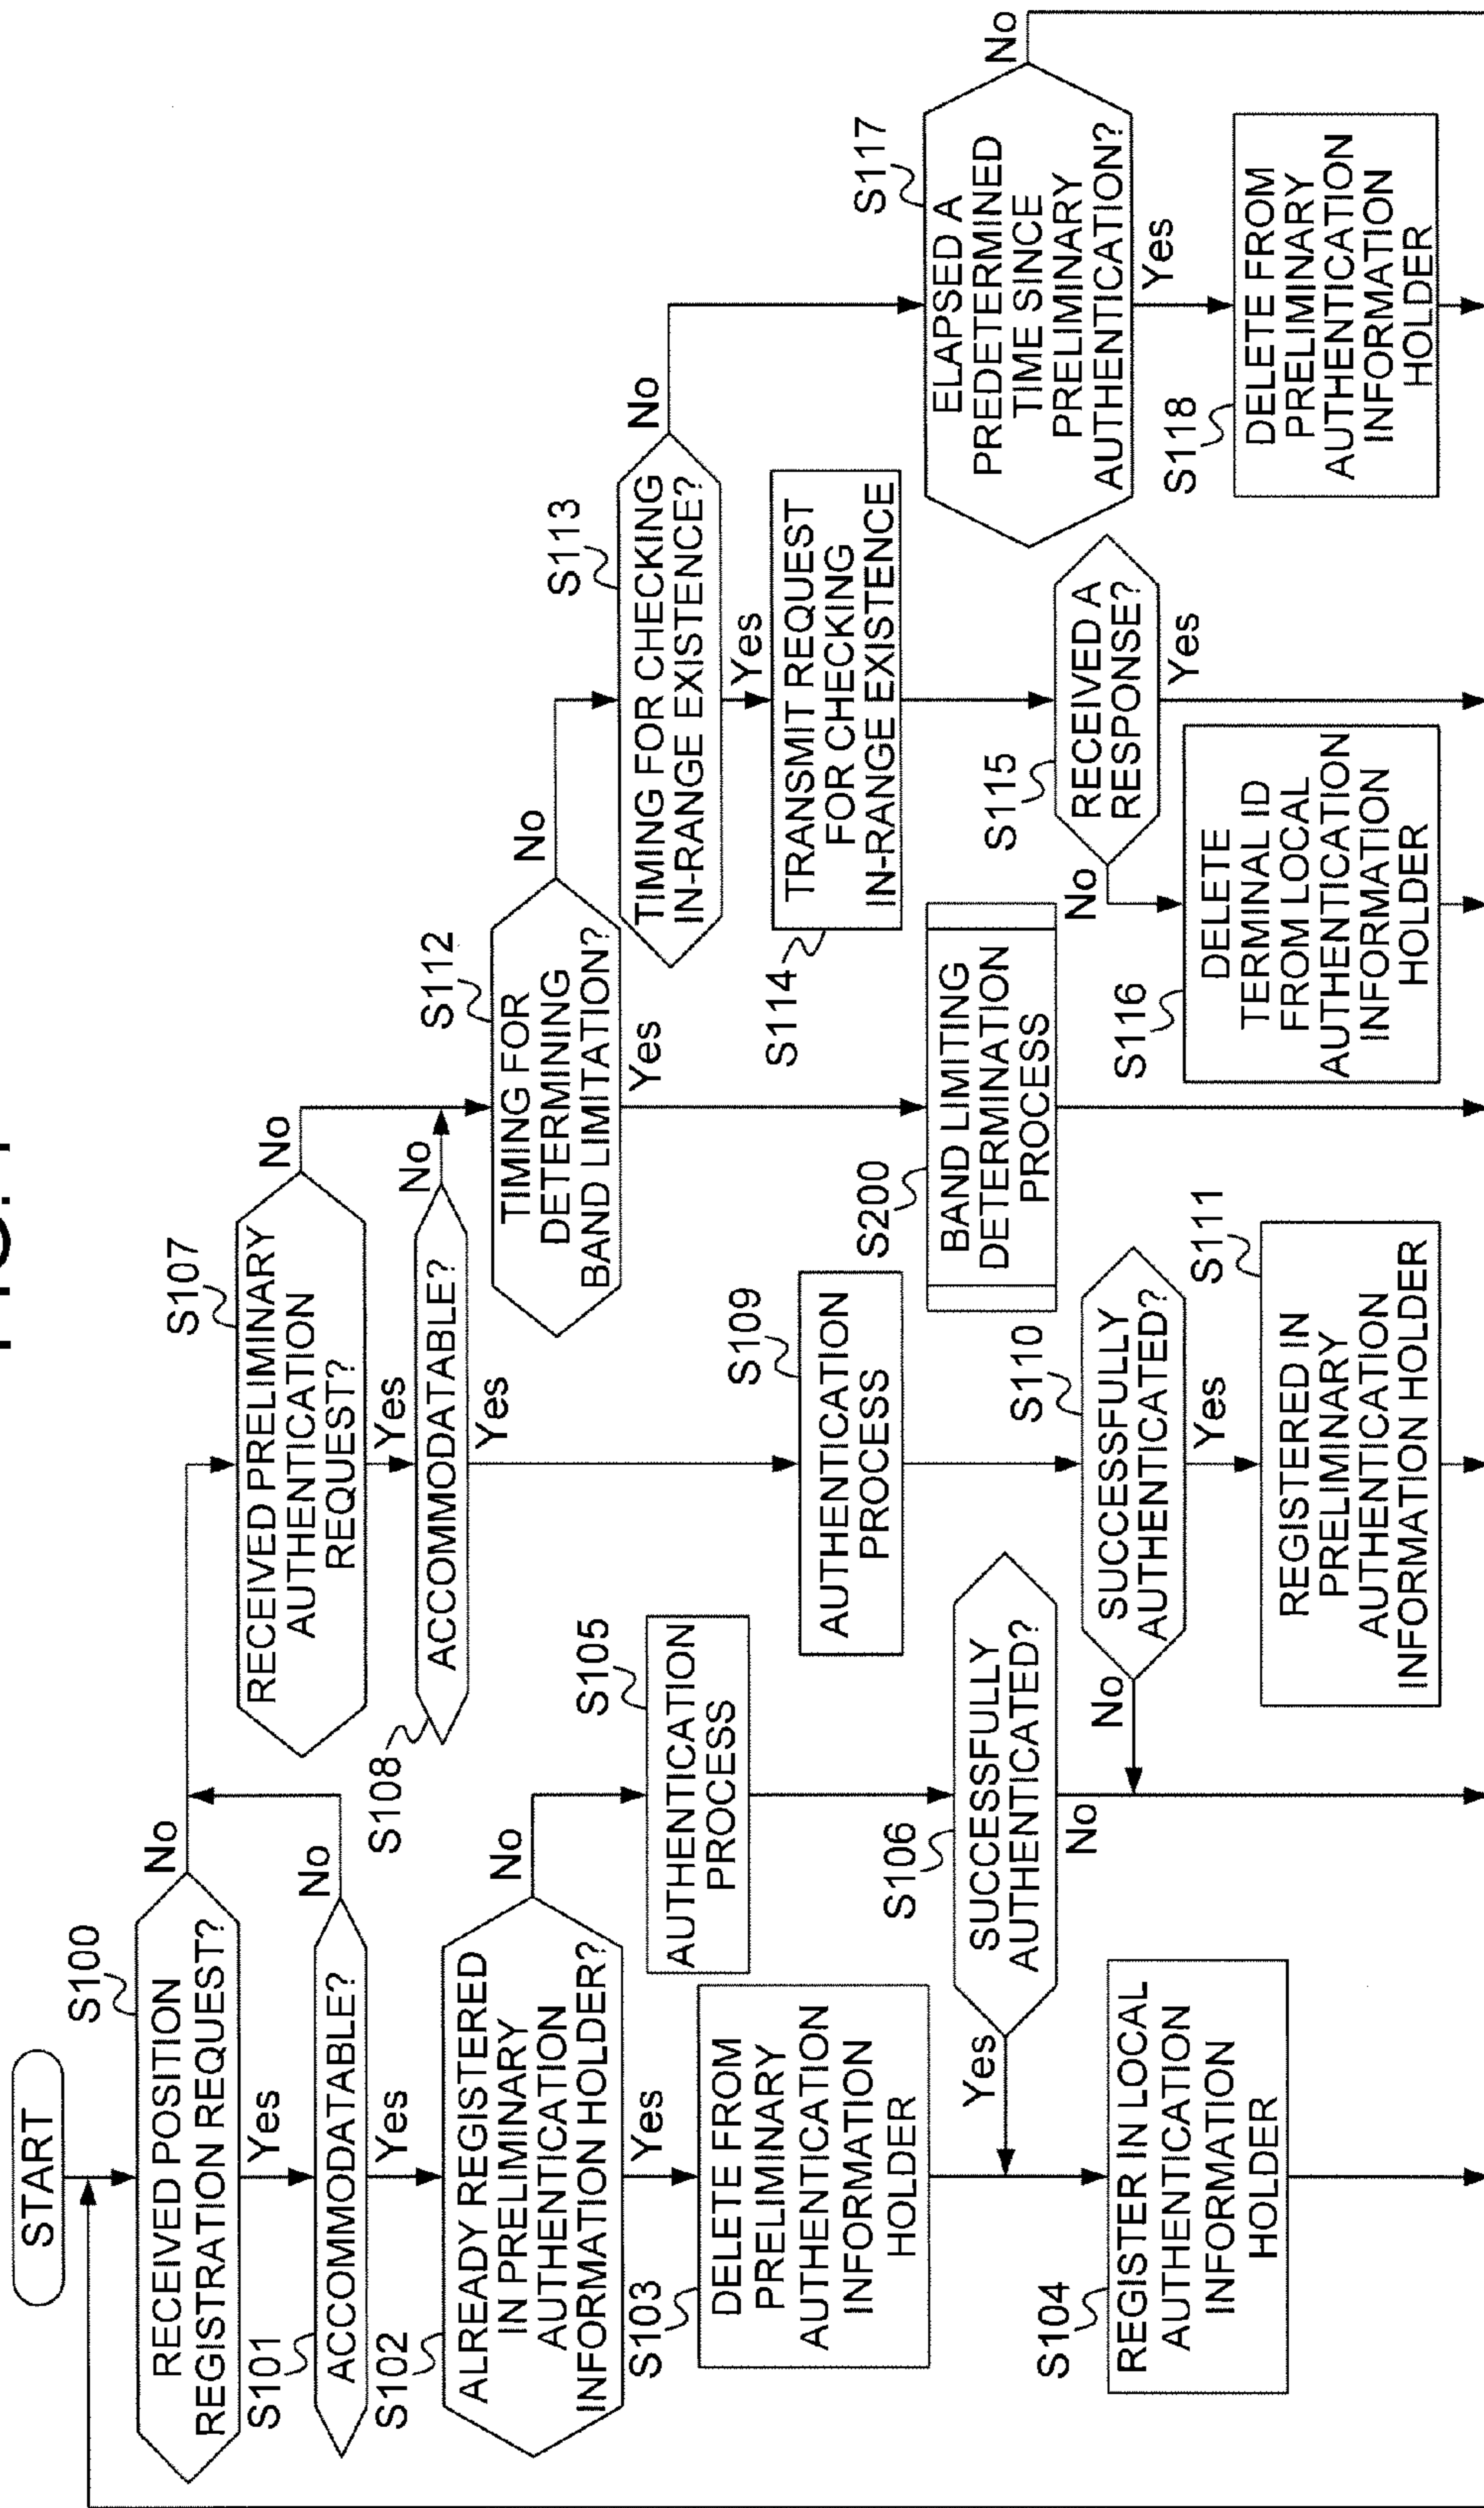 START
S100
RECEIVED POSITION
REGISTRATION REQUEST?
No
Yes
S101
ACCOMMODATABLE?
No
Yes
S102
ALREADY REGISTERED
IN PRELIMINARY
AUTHENTICATION
INFORMATION HOLDER?
No
Yes
S103
DELETE FROM
PRELIMINARY
AUTHENTICATION
INFORMATION
HOLDER
S104
REGISTER IN LOCAL
AUTHENTICATION
INFORMATION
HOLDER
S105
AUTHENTICATION
PROCESS
S106
SUCCESSFULLY
AUTHENTICATED?
Yes
No
S107
RECEIVED PRELIMINARY
AUTHENTICATION
REQUEST?
No
Yes
S108
ACCOMMODATABLE?
No
Yes
S109
AUTHENTICATION
PROCESS
S110
SUCCESSFULLY
AUTHENTICATED?
No
Yes
S111
REGISTERED IN
PRELIMINARY
AUTHENTICATION
INFORMATION HOLDER
S112
TIMING FOR
DETERMINING
BAND LIMITATION?
No
Yes
S200
BAND LIMITING
DETERMINATION
PROCESS
S113
TIMING FOR CHECKING
IN-RANGE EXISTENCE?
No
Yes
S114
TRANSMIT REQUEST
FOR CHECKING
IN-RANGE EXISTENCE
S115
RECEIVED A
RESPONSE?
No
Yes
S116
DELETE
TERMINAL ID
FROM LOCAL
AUTHENTICATION
INFORMATION
HOLDER
S117
ELAPSED A
PREDETERMINED
TIME SINCE
PRELIMINARY
AUTHENTICATION?
No
Yes
S118
DELETE FROM
PRELIMINARY
AUTHENTICATION
INFORMATION
HOLDER